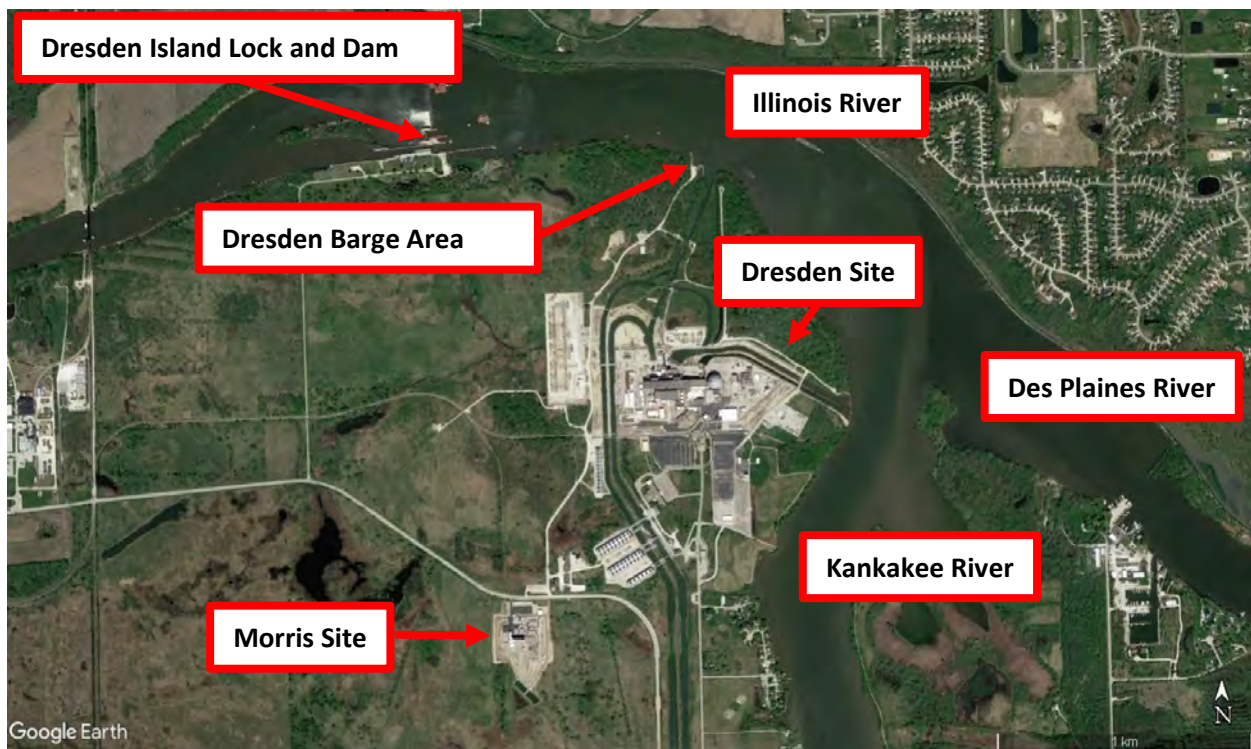 Dresden Island Lock and Dam
Illinois River
Dresden Barge Area
Dresden Site
Des Plaines River
Kankakee River
Morris Site
Google Earth
N
1 km